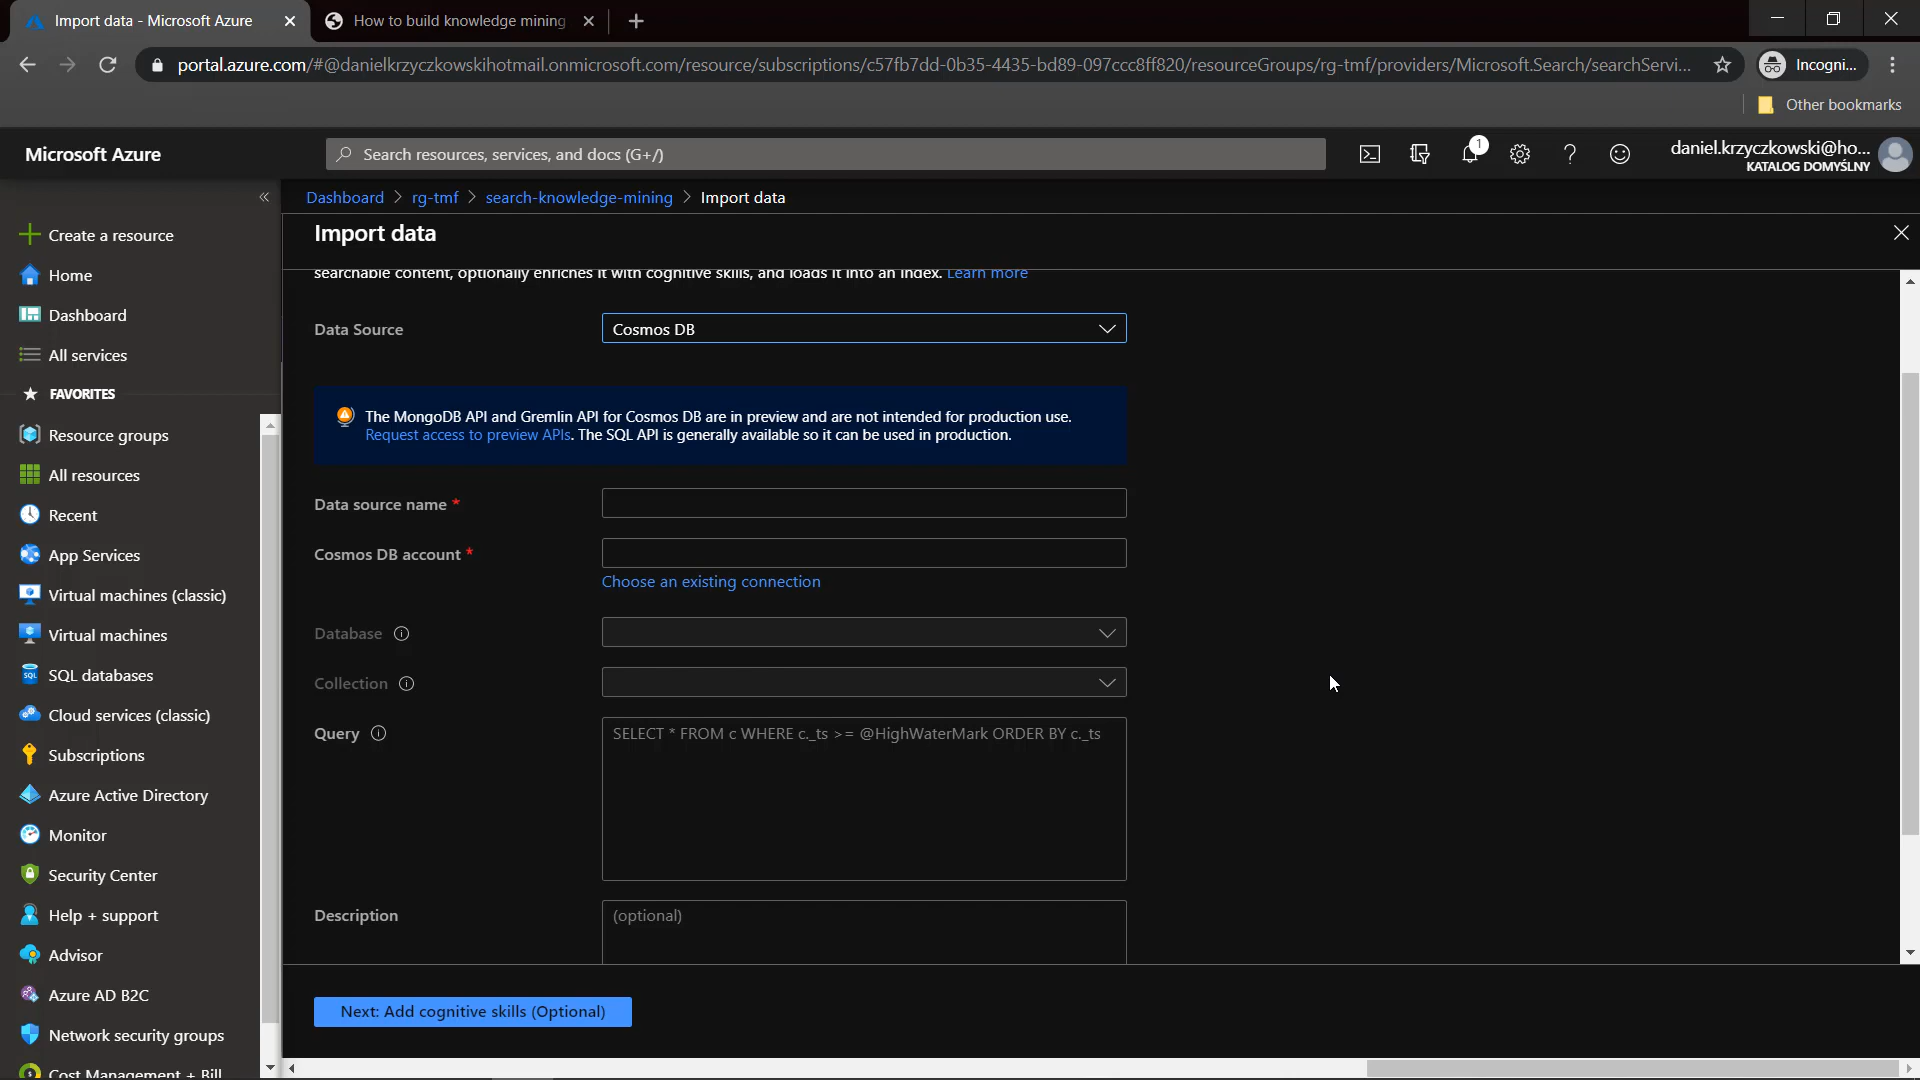 Import data - Microsoft Azure
How to build knowledge mining
portal.azure.com/#@danielkrzyczkowskihotmail.onmicrosoft.com/resource/subscriptions/c57fb7dd-0b35-4435-bd89-097ccc8ff820/resourceGroups/rg-tmf/providers/Microsoft.Search/searchServi...
Incogni...
Other bookmarks
Microsoft Azure
Search resources, services, and docs (G+/)
1
daniel.krzyczkowski@ho...
KATALOG DOMYŚLNY
Dashboard > rg-tmf > search-knowledge-mining > Import data
Import data
Create a resource
Home
Dashboard
All services
FAVORITES
Resource groups
All resources
Recent
App Services
Virtual machines (classic)
Virtual machines
SQL databases
Cloud services (classic)
Subscriptions
Azure Active Directory
Monitor
Security Center
Help + support
Advisor
Azure AD B2C
Network security groups
Cost Management + Bill
searchable content, optionally enriches it with cognitive skills, and loads it into an index. Learn more
Data Source
Cosmos DB
The MongoDB API and Gremlin API for Cosmos DB are in preview and are not intended for production use.
Request access to preview APIs. The SQL API is generally available so it can be used in production.
Data source name *
Cosmos DB account *
Choose an existing connection
Database
Collection
Query
SELECT * FROM c WHERE c._ts >= @HighWaterMark ORDER BY c._ts
Description
(optional)
Next: Add cognitive skills (Optional)